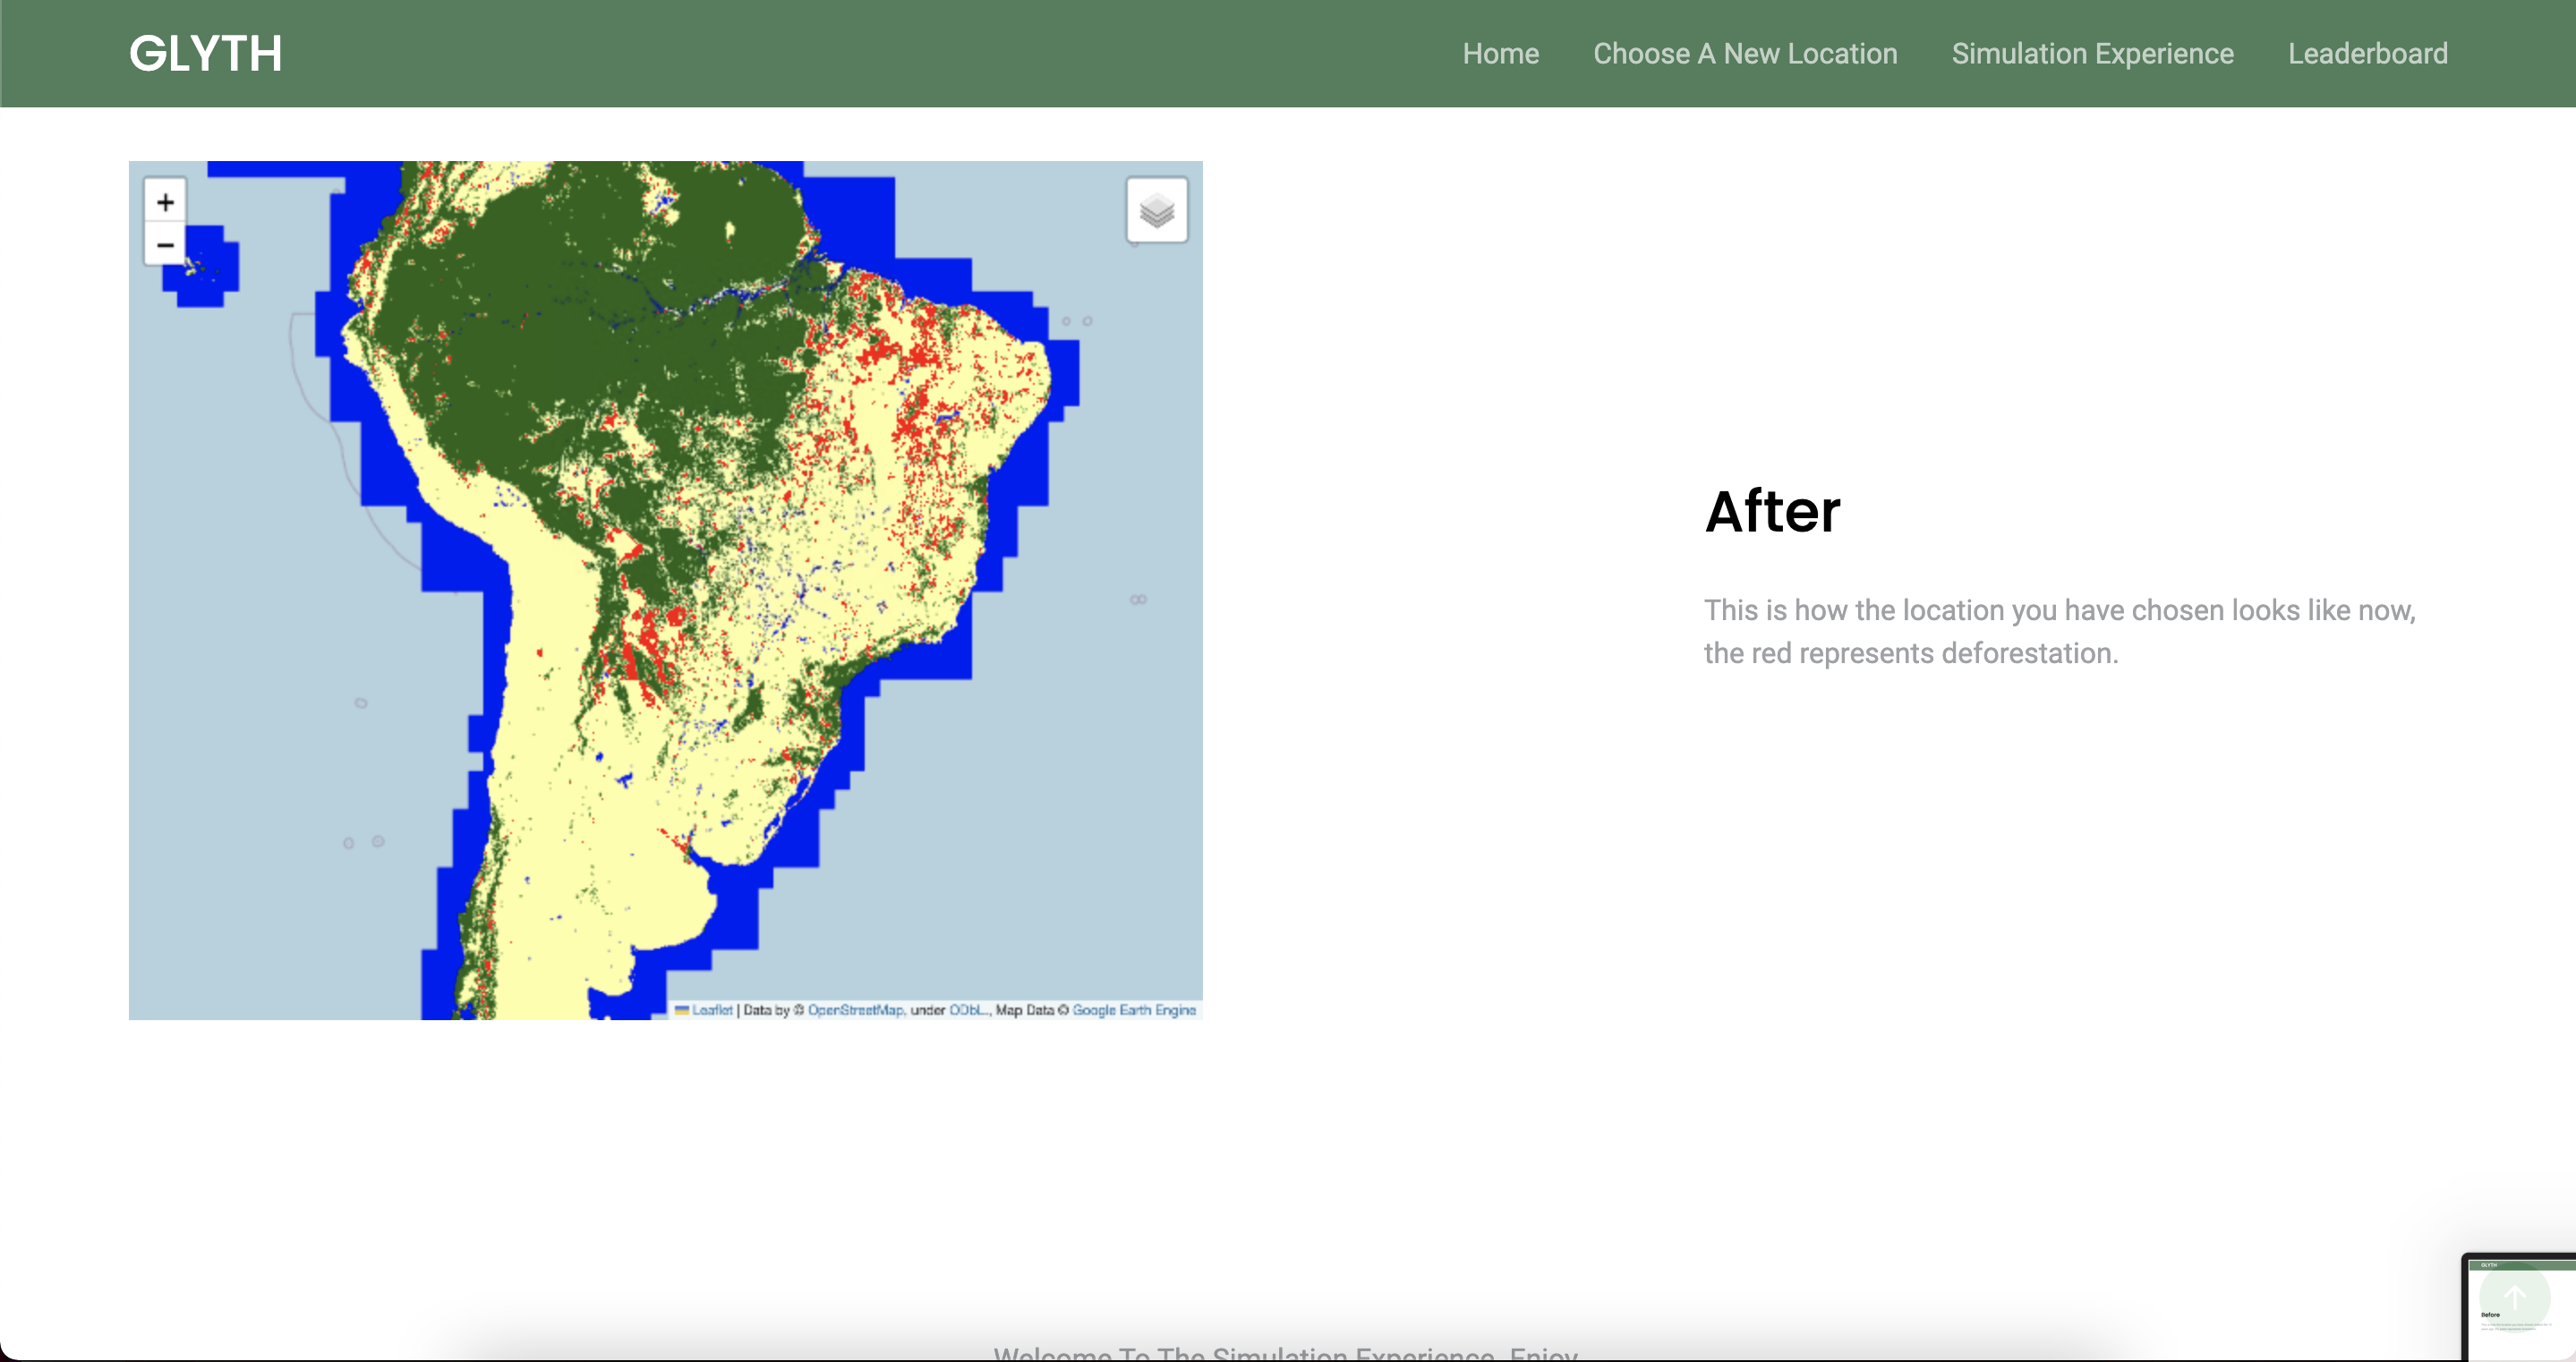 GLYTH
Home Choose A New Location Simulation Experience Leaderboard
+
−
After
This is how the location you have chosen looks like now,
the red represents deforestation.
Leaflet | Data by © OpenStreetMap, under ODbL., Map Data © Google Earth Engine
GLYTH
Before
Welcome To The Simulation Experience. Enjoy